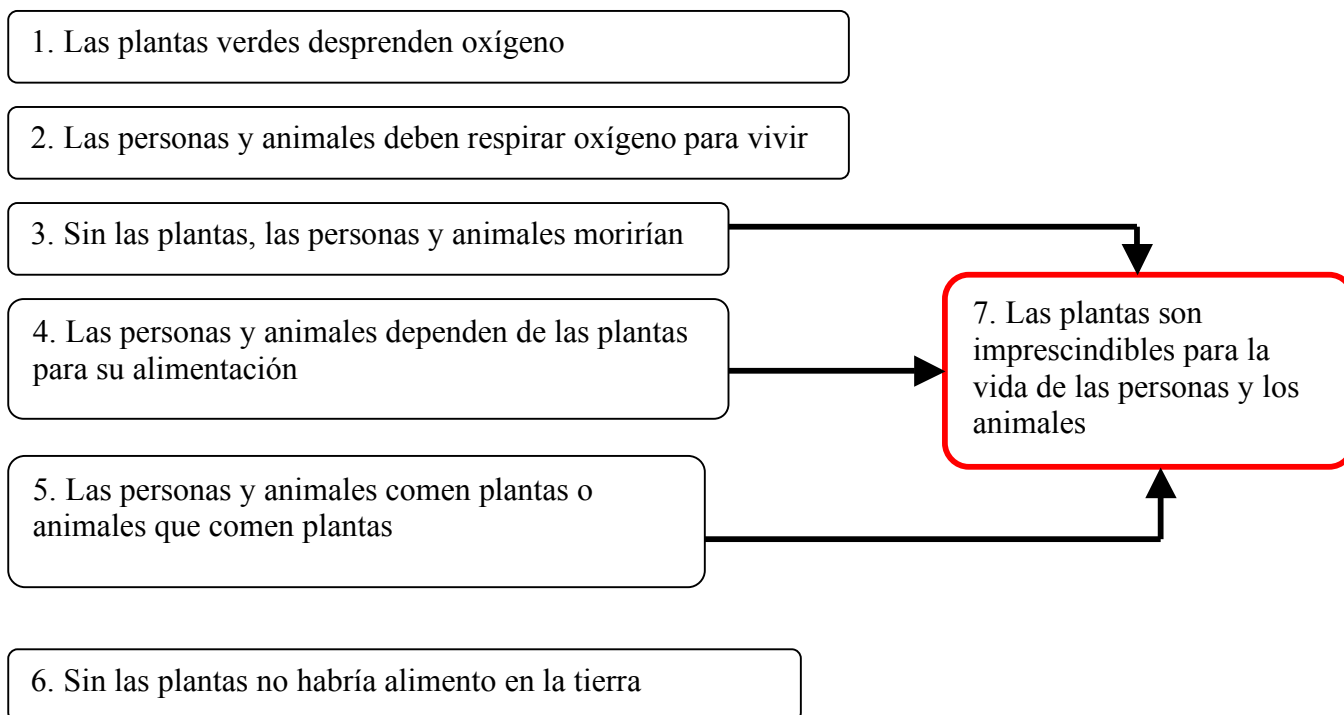 1. Las plantas verdes desprenden oxígeno
2. Las personas y animales deben respirar oxígeno para vivir
3. Sin las plantas, las personas y animales morirían
4. Las personas y animales dependen de las plantas
para su alimentación
5. Las personas y animales comen plantas o
animales que comen plantas
6. Sin las plantas no habría alimento en la tierra
7. Las plantas son
imprescindibles para la
vida de las personas y los
animales